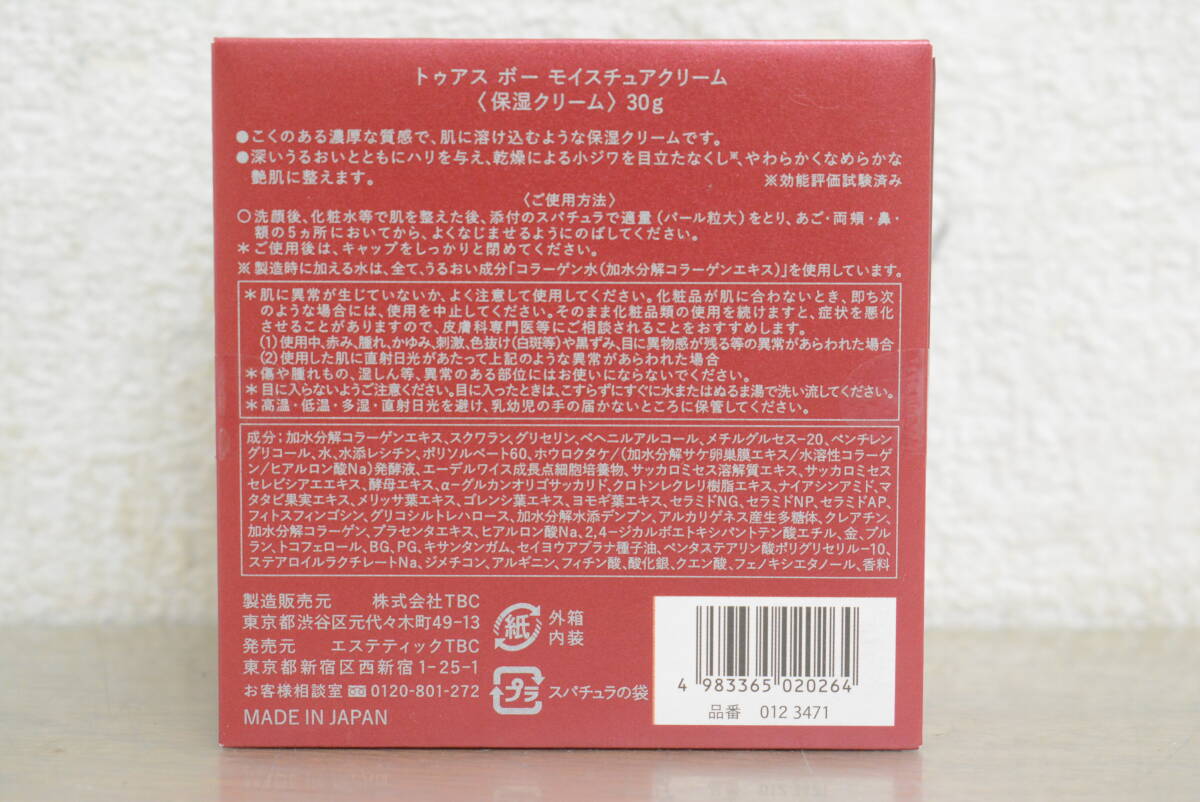 トゥアス ボー モイスチュアクリーム
〈保湿クリーム〉30g
●こくのある濃厚な質感で、肌に溶け込むような保湿クリームです。
●深いうるおいとともにハリを与え、乾燥による小ジワを目立たなくし※、やわらかくなめらかな
艶肌に整えます。 ※効能評価試験済み
〈ご使用方法〉
○洗顔後、化粧水等で肌を整えた後、添付のスパチュラで適量(パール粒大)をとり、あご・両頬・鼻・
額の5ヵ所においてから、よくなじませるようにのばしてください。
＊ご使用後は、キャップをしっかりと閉めてください。
※製造時に加える水は、全て、うるおい成分「コラーゲン水(加水分解コラーゲンエキス)」を使用しています。
＊肌に異常が生じていないか、よく注意して使用してください。化粧品が肌に合わないとき、即ち次
のような場合には、使用を中止してください。そのまま化粧品類の使用を続けますと、症状を悪化
させることがありますので、皮膚科専門医等にご相談されることをおすすめします。
(1)使用中、赤み、腫れ、かゆみ、刺激、色抜け(白斑等)や黒ずみ、目に異物感が残る等の異常があらわれた場合
(2)使用した肌に直射日光があたって上記のような異常があらわれた場合
＊傷や腫れもの、湿しん等、異常のある部位にはお使いにならないでください。
＊目に入らないようご注意ください。目に入ったときは、こすらずにすぐに水またはぬるま湯で洗い流してください。
＊高温・低温・多湿・直射日光を避け、乳幼児の手の届かないところに保管してください。
成分：加水分解コラーゲンエキス、スクワラン、グリセリン、ベヘニルアルコール、メチルグルセス-20、ペンチレン
グリコール、水、水添レシチン、ポリソルベート60、ホウロクタケ/(加水分解サケ卵巣膜エキス/水溶性コラーゲ
ン/ヒアルロン酸Na)発酵液、エーデルワイス成長点細胞培養物、サッカロミセス溶解質エキス、サッカロミセス
セレビシアエエキス、酵母エキス、α-グルカンオリゴサッカリド、クロトンレクレリ樹脂エキス、ナイアシンアミド、マ
タタビ果実エキス、メリッサ葉エキス、ゴレンシ葉エキス、ヨモギ葉エキス、セラミドNG、セラミドNP、セラミドAP、
フィトスフィンゴシン、グリコシルトレハロース、加水分解水添デンプン、アルカリゲネス産生多糖体、クレアチン、
加水分解コラーゲン、プラセンタエキス、ヒアルロン酸Na、2,4-ジカルボエトキシパントテン酸エチル、金、プル
ラン、トコフェロール、BG、PG、キサンタンガム、セイヨウアブラナ種子油、ペンタステアリン酸ポリグリセリル-10、
ステアロイルラクチレートNa、ジメチコン、アルギニン、フィチン酸、酸化銀、クエン酸、フェノキシエタノール、香料
製造販売元 株式会社TBC
東京都渋谷区元代々木町49-13
発売元 エステティックTBC
東京都新宿区西新宿1-25-1
お客様相談室 0120-801-272
MADE IN JAPAN
紙 外箱
内装
プラ スパチュラの袋
4 983365 020264
品番 012 3471